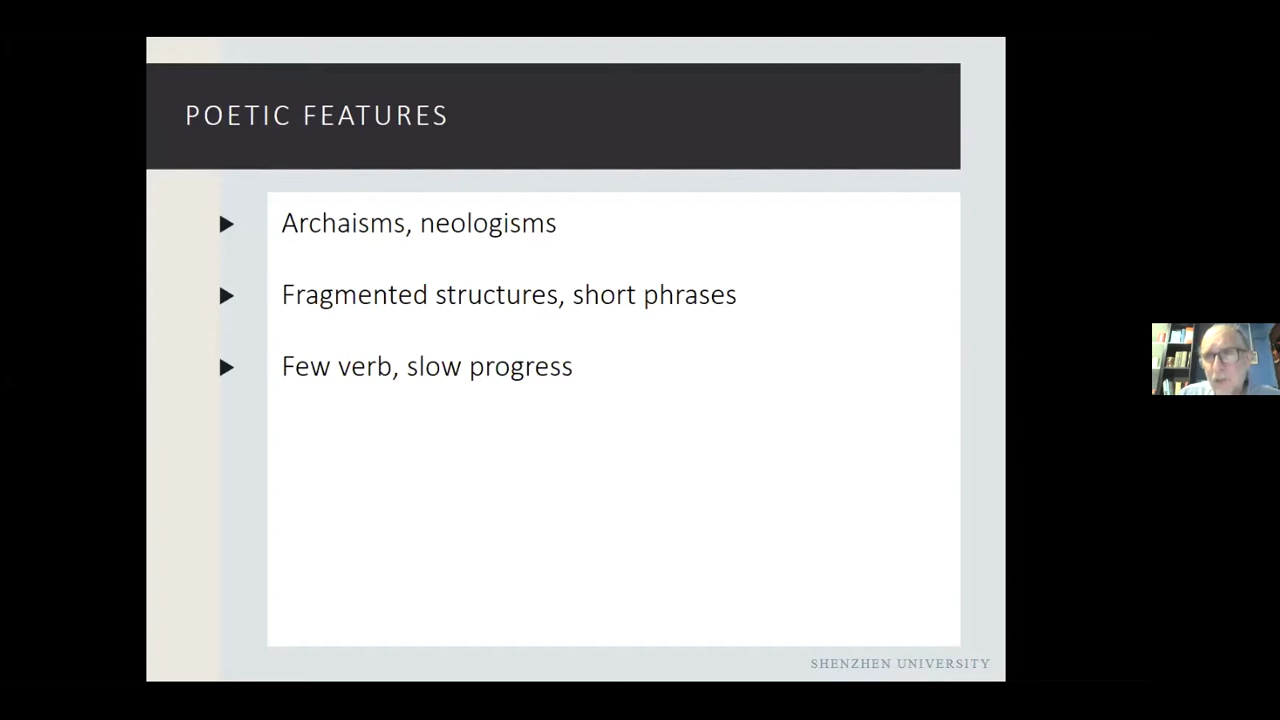 POETIC FEATURES
Archaisms, neologisms
Fragmented structures, short phrases
Few verb, slow progress
SHENZHEN UNIVERSITY